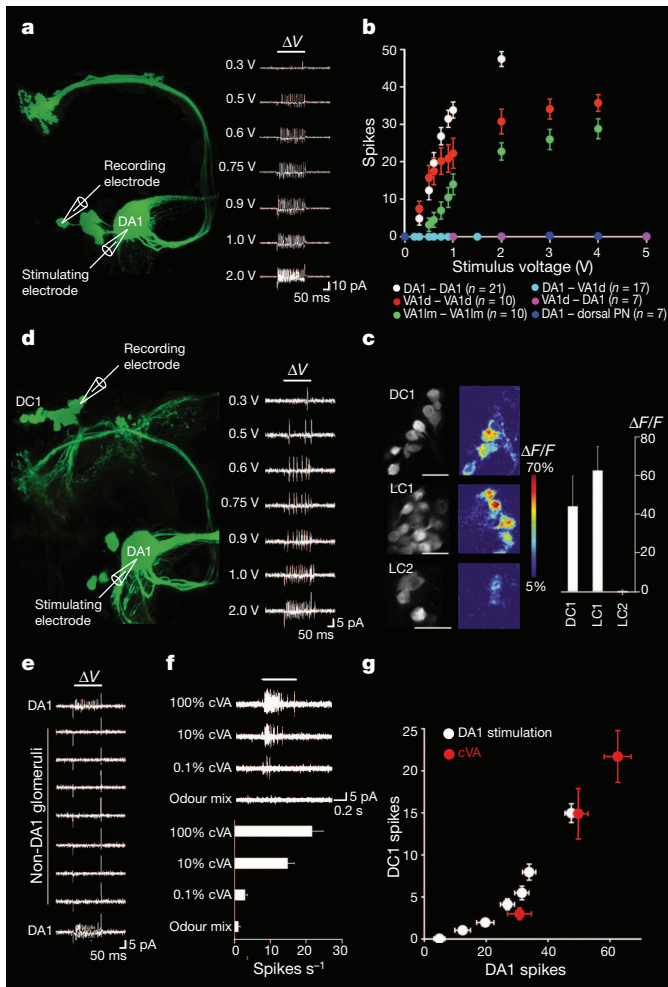 a
ΔV
0.3 V
0.5 V
0.6 V
0.75 V
0.9 V
1.0 V
2.0 V
Recording
electrode
DA1
Stimulating
electrode
10 pA
50 ms
b
50
40
30
20
10
0
Spikes
0 1 2 3 4 5
Stimulus voltage (V)
DA1 – DA1 (n = 21)
VA1d – VA1d (n = 10)
VA1lm – VA1lm (n = 10)
DA1 – VA1d (n = 17)
VA1d – DA1 (n = 7)
DA1 – dorsal PN (n = 7)
d
Recording
electrode
DC1
DA1
Stimulating
electrode
ΔV
0.3 V
0.5 V
0.6 V
0.75 V
0.9 V
1.0 V
2.0 V
5 pA
50 ms
c
DC1
LC1
LC2
ΔF/F
70%
5%
ΔF/F
80
60
40
20
0
DC1
LC1
LC2
e
ΔV
DA1
Non-DA1 glomeruli
DA1
5 pA
50 ms
f
100% cVA
10% cVA
0.1% cVA
Odour mix
5 pA
0.2 s
100% cVA
10% cVA
0.1% cVA
Odour mix
0 10 20 30
Spikes s⁻¹
g
DA1 stimulation
cVA
25
20
15
10
5
0
DC1 spikes
0 20 40 60
DA1 spikes